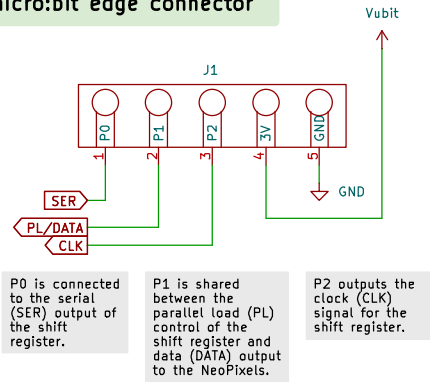 micro:bit edge connector
Vubit
J1
P0
P1
P2
3V
GND
1
2
3
4
5
SER
GND
PL/DATA
CLK
P0 is connected
to the serial
(SER) output of
the shift
register.
P1 is shared
between the
parallel load (PL)
control of the
shift register and
data (DATA) output
to the NeoPixels.
P2 outputs the
clock (CLK)
signal for the
shift register.